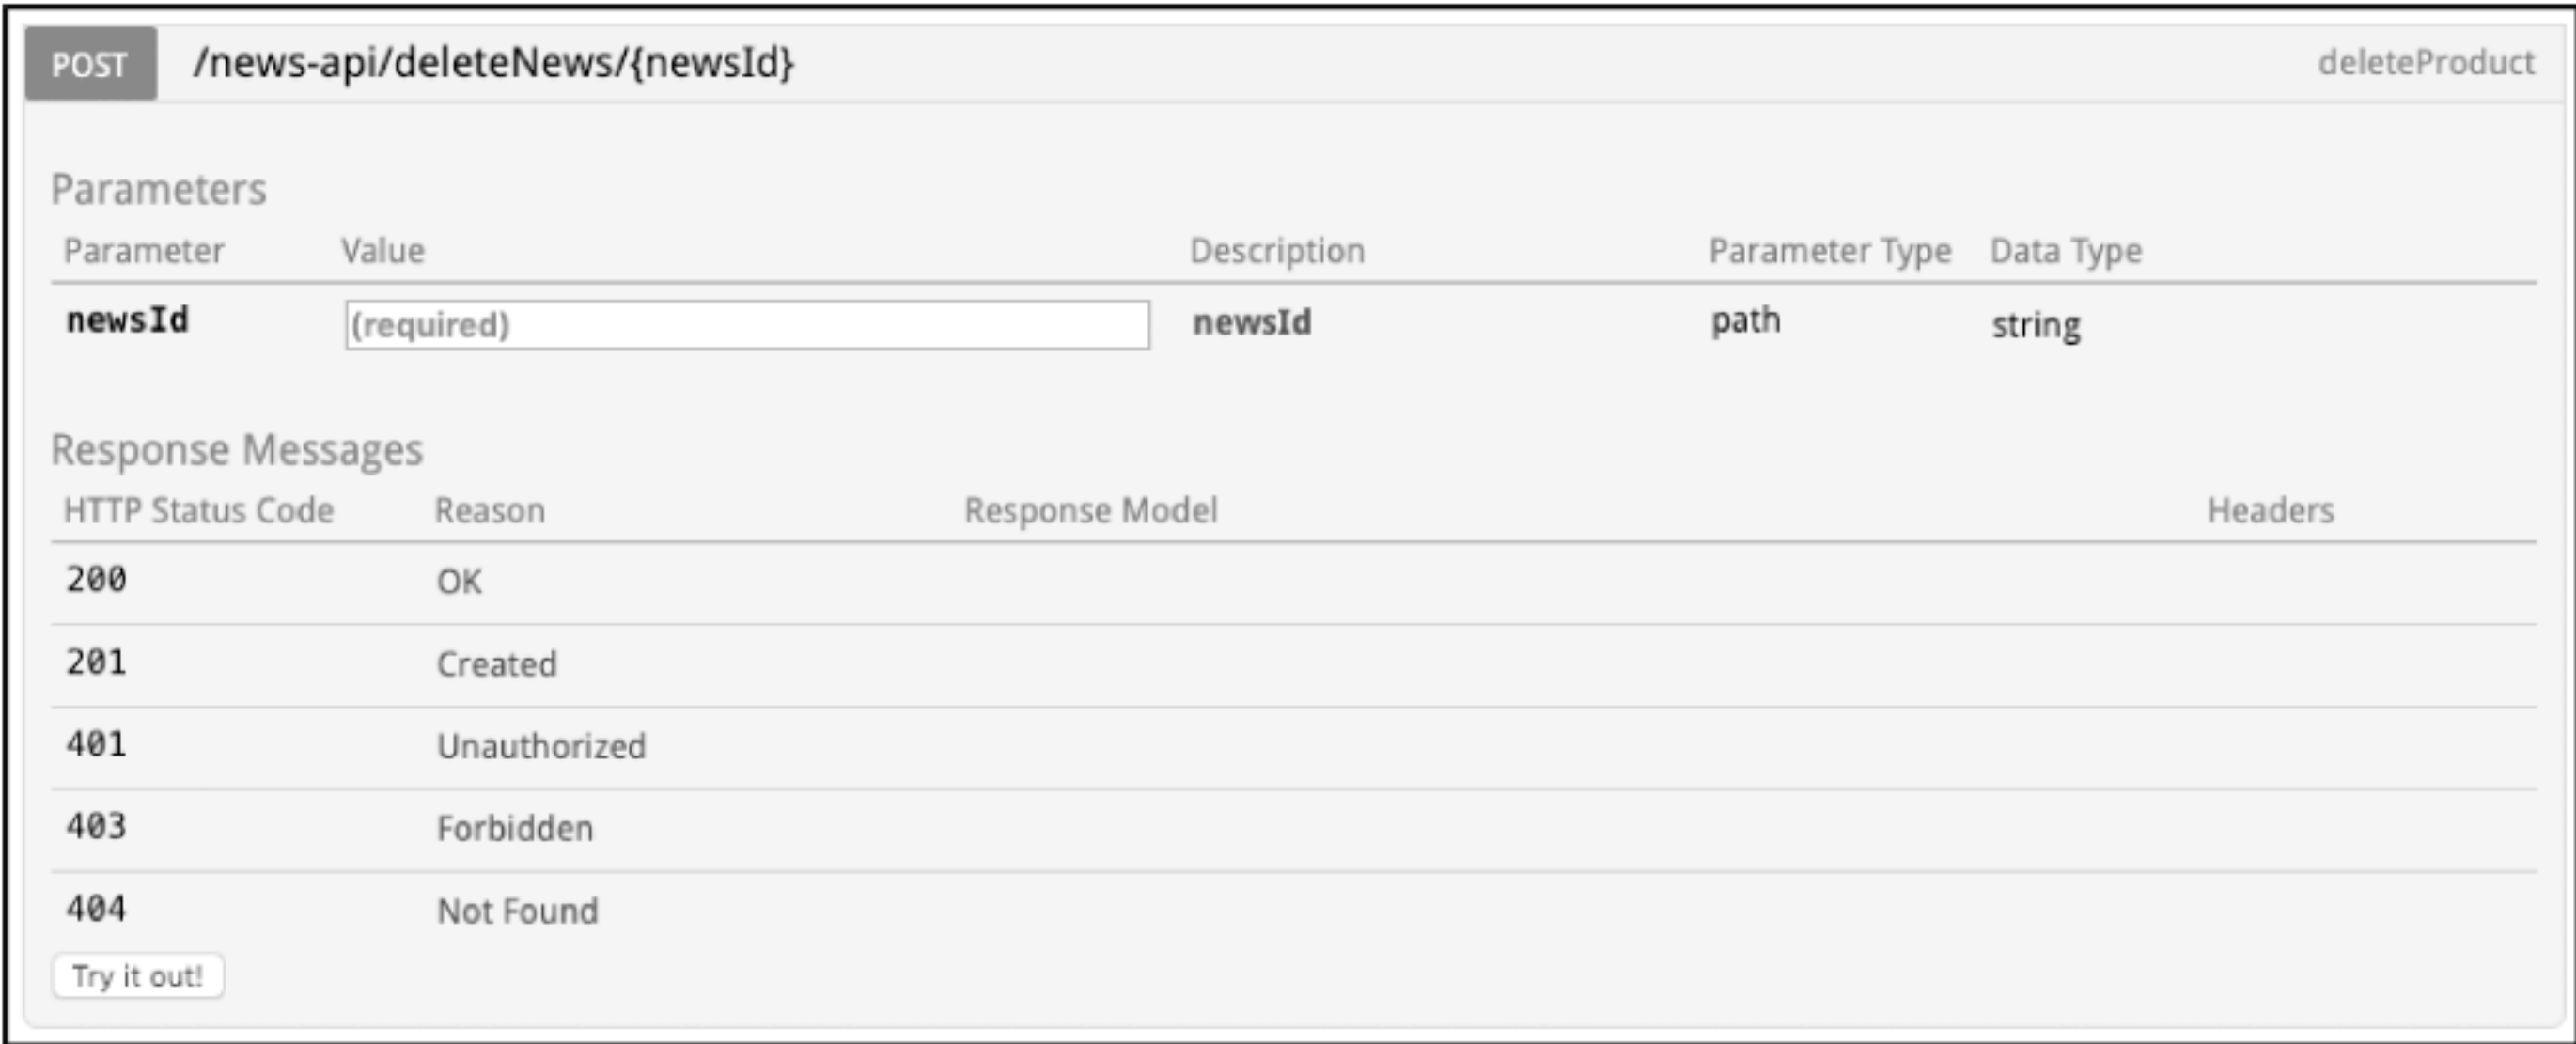 POST /news-api/deleteNews/{newsId} deleteProduct
Parameters
Parameter Value Description Parameter Type Data Type
newsId (required) newsId path string
Response Messages
HTTP Status Code Reason Response Model Headers
200 OK
201 Created
401 Unauthorized
403 Forbidden
404 Not Found
Try it out!